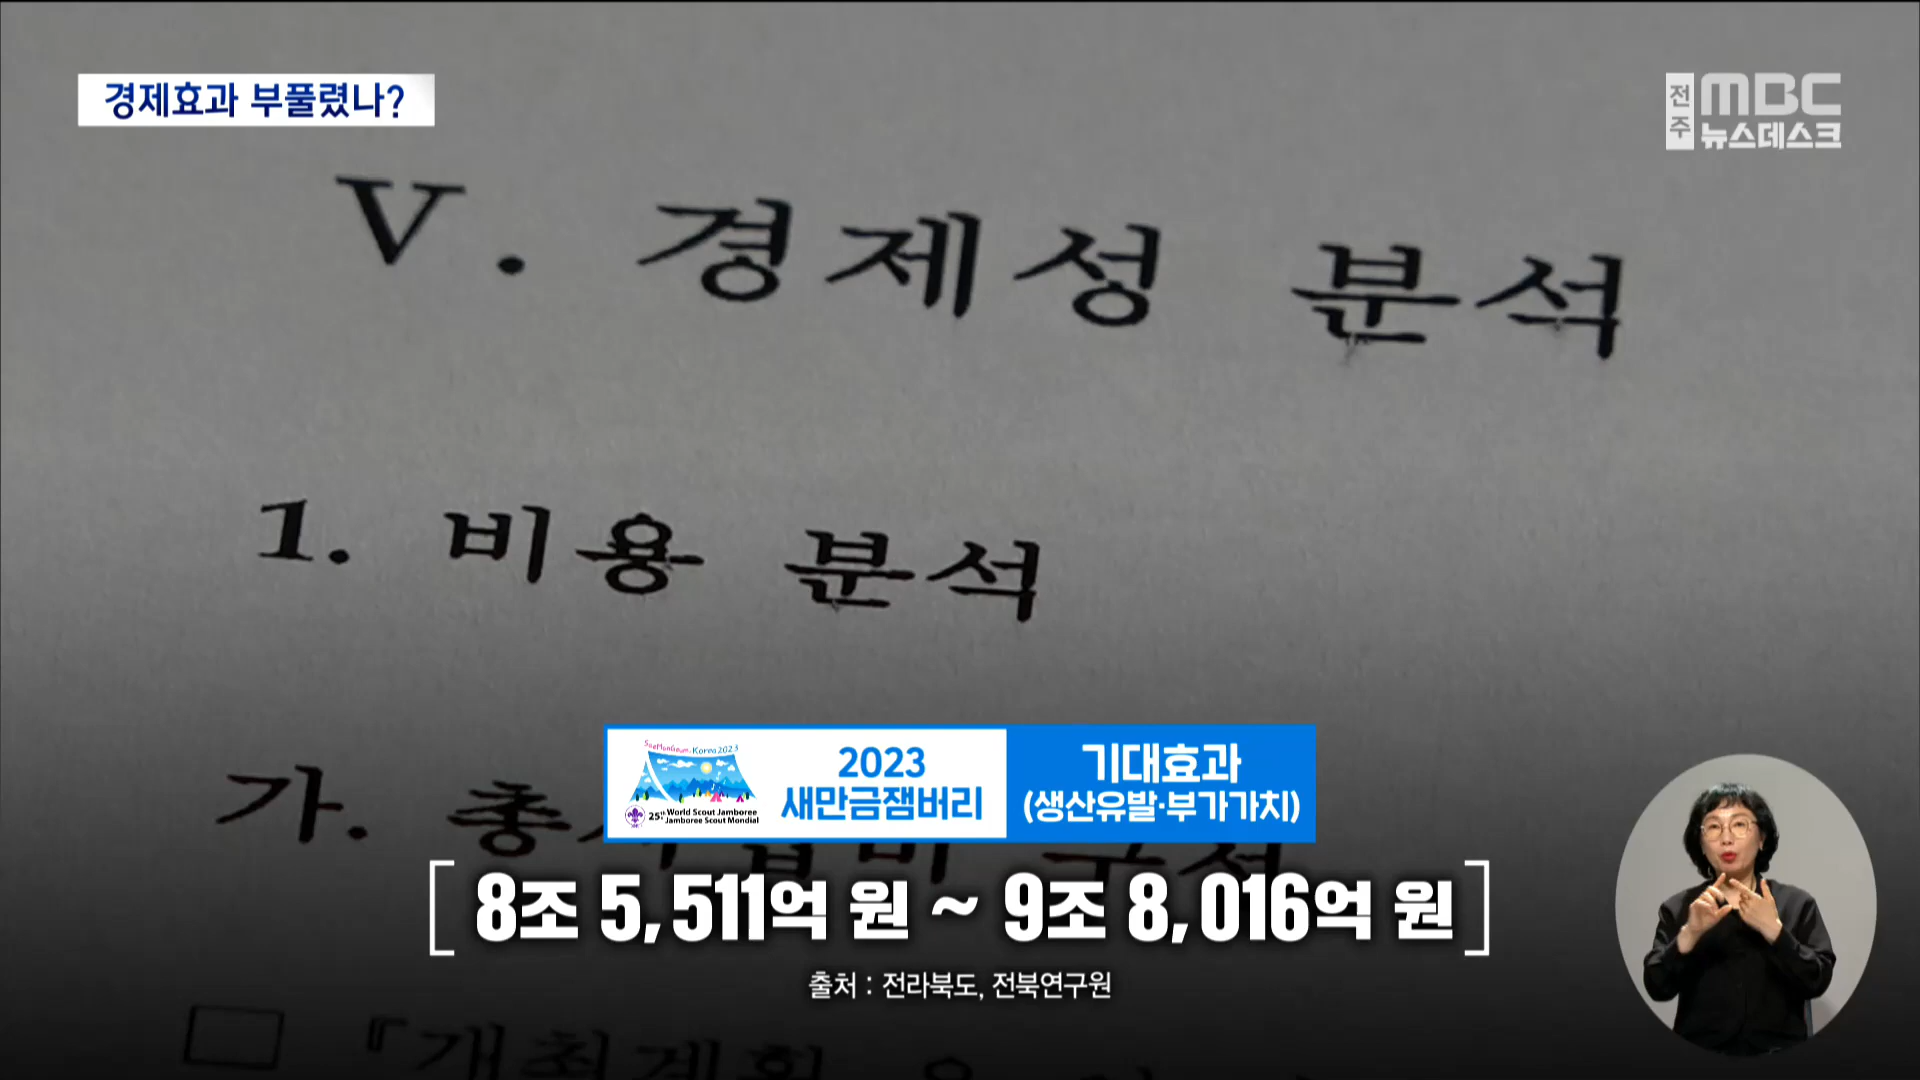 경제효과 부풀렸나?
전주 MBC
뉴스데스크
V. 경제성 분석
1. 비용 분석
SaeManGeum, Korea 2023
25th World Scout Jamboree
Jamboree Scout Mondial
2023
새만금잼버리
기대효과
(생산유발·부가가치)
가. 총
8조 5,511억 원 ~ 9조 8,016억 원
출처 : 전라북도, 전북연구원